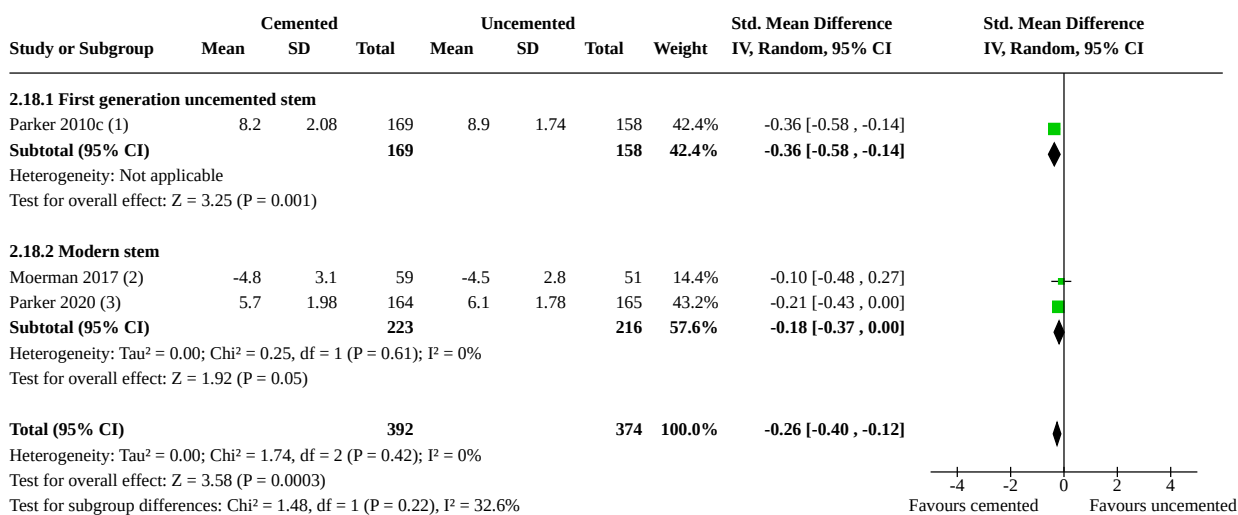 Cemented Uncemented Std. Mean Difference Std. Mean Difference
Study or Subgroup Mean SD Total Mean SD Total Weight IV, Random, 95% CI IV, Random, 95% CI
2.18.1 First generation uncemented stem
Parker 2010c (1) 8.2 2.08 169 8.9 1.74 158 42.4% -0.36 [-0.58 , -0.14]
Subtotal (95% CI) 169 158 42.4% -0.36 [-0.58 , -0.14]
Heterogeneity: Not applicable
Test for overall effect: Z = 3.25 (P = 0.001)
2.18.2 Modern stem
Moerman 2017 (2) -4.8 3.1 59 -4.5 2.8 51 14.4% -0.10 [-0.48 , 0.27]
Parker 2020 (3) 5.7 1.98 164 6.1 1.78 165 43.2% -0.21 [-0.43 , 0.00]
Subtotal (95% CI) 223 216 57.6% -0.18 [-0.37 , 0.00]
Heterogeneity: Tau² = 0.00; Chi² = 0.25, df = 1 (P = 0.61); I² = 0%
Test for overall effect: Z = 1.92 (P = 0.05)
Total (95% CI) 392 374 100.0% -0.26 [-0.40 , -0.12]
Heterogeneity: Tau² = 0.00; Chi² = 1.74, df = 2 (P = 0.42); I² = 0%
Test for overall effect: Z = 3.58 (P = 0.0003)
-4 -2 0 2 4
Test for subgroup differences: Chi² = 1.48, df = 1 (P = 0.22), I² = 32.6%
Favours cemented Favours uncemented